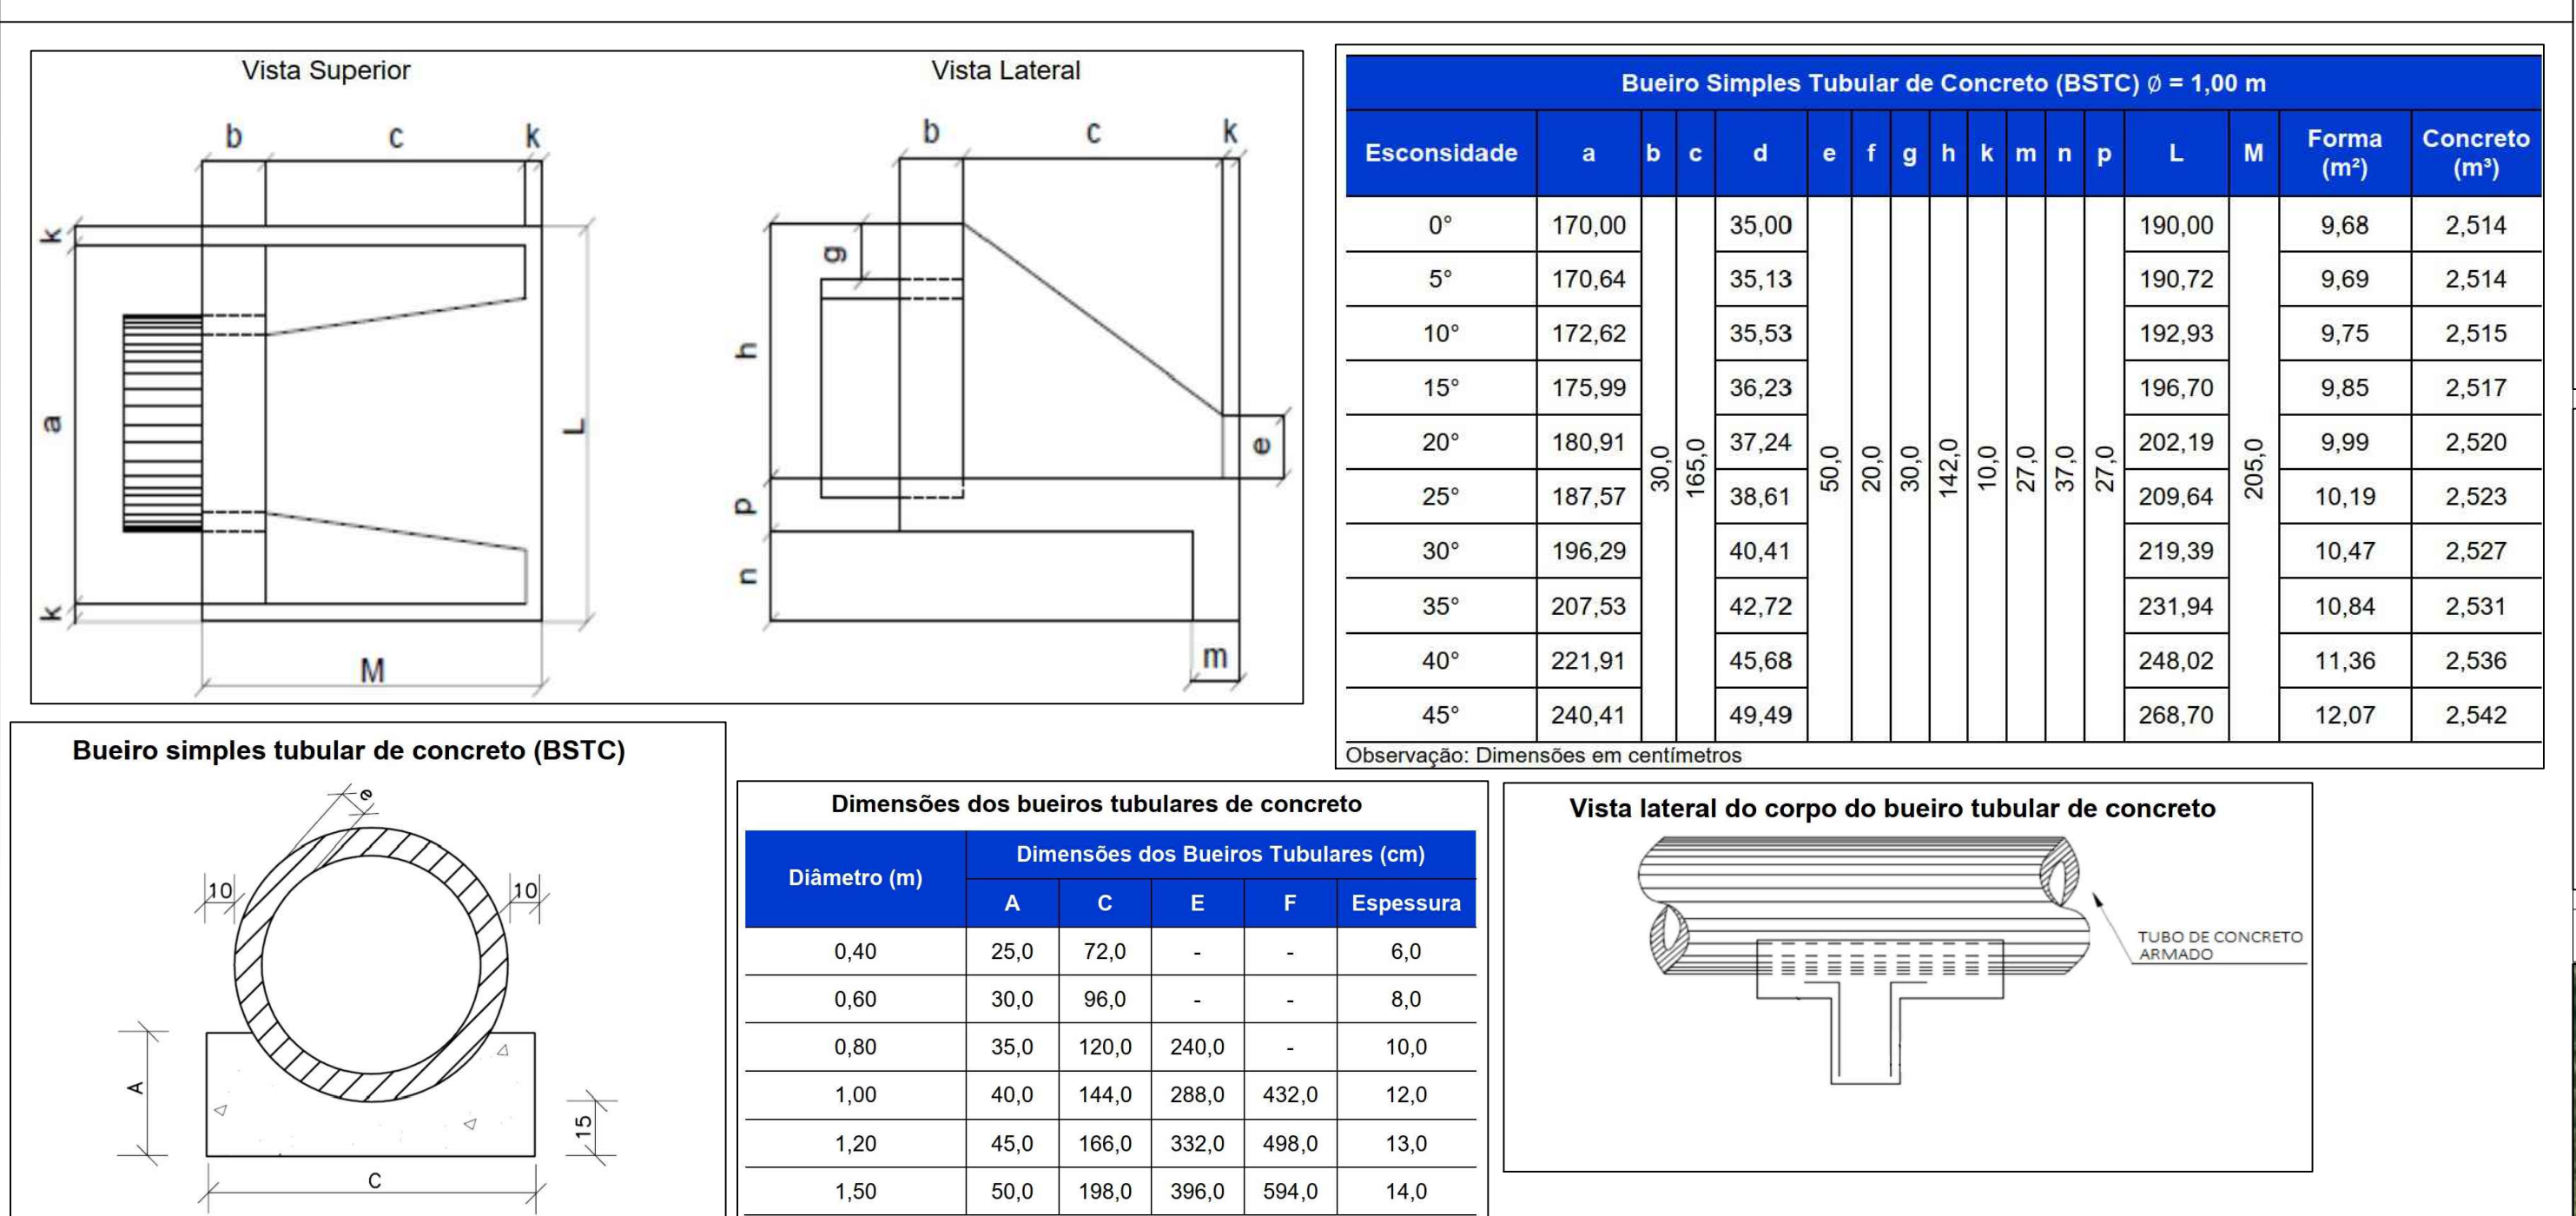 Vista Superior
b c k
k
a
k
L
M
Vista Lateral
b c k
g
h
e
p
n
m
Bueiro Simples Tubular de Concreto (BSTC) ∅ = 1,00 m
Esconsidade a b c d e f g h k m n p L M Forma (m²) Concreto (m³)
0° 170,00 35,00 190,00 9,68 2,514
5° 170,64 35,13 190,72 9,69 2,514
10° 172,62 35,53 192,93 9,75 2,515
15° 175,99 36,23 196,70 9,85 2,517
20° 180,91 37,24 202,19 9,99 2,520
30,0 165,0 50,0 20,0 30,0 142,0 10,0 27,0 37,0 27,0 205,0
25° 187,57 38,61 209,64 10,19 2,523
30° 196,29 40,41 219,39 10,47 2,527
35° 207,53 42,72 231,94 10,84 2,531
40° 221,91 45,68 248,02 11,36 2,536
45° 240,41 49,49 268,70 12,07 2,542
Observação: Dimensões em centímetros
Bueiro simples tubular de concreto (BSTC)
e
10 10
A
15
C
Dimensões dos bueiros tubulares de concreto
Diâmetro (m) Dimensões dos Bueiros Tubulares (cm)
A C E F Espessura
0,40 25,0 72,0 - - 6,0
0,60 30,0 96,0 - - 8,0
0,80 35,0 120,0 240,0 - 10,0
1,00 40,0 144,0 288,0 432,0 12,0
1,20 45,0 166,0 332,0 498,0 13,0
1,50 50,0 198,0 396,0 594,0 14,0
Vista lateral do corpo do bueiro tubular de concreto
TUBO DE CONCRETO
ARMADO